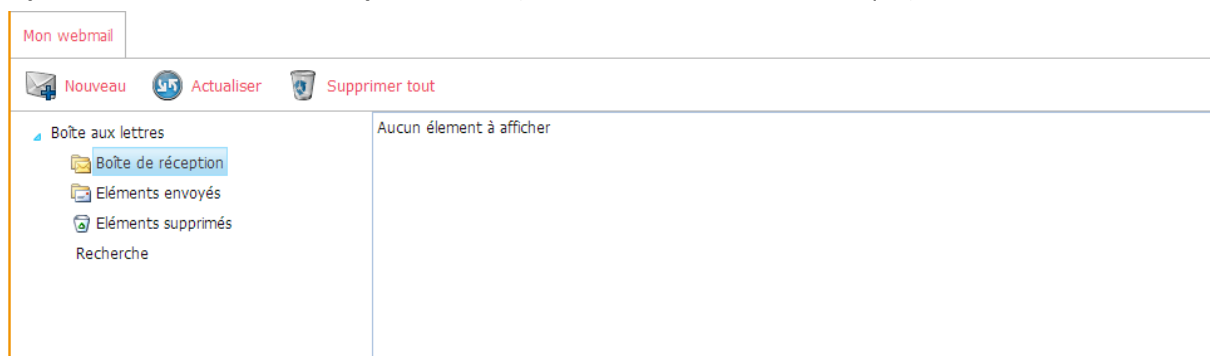 Mon webmail
Nouveau Actualiser Supprimer tout
Boîte aux lettres
Boîte de réception
Eléments envoyés
Eléments supprimés
Recherche
Aucun élement à afficher